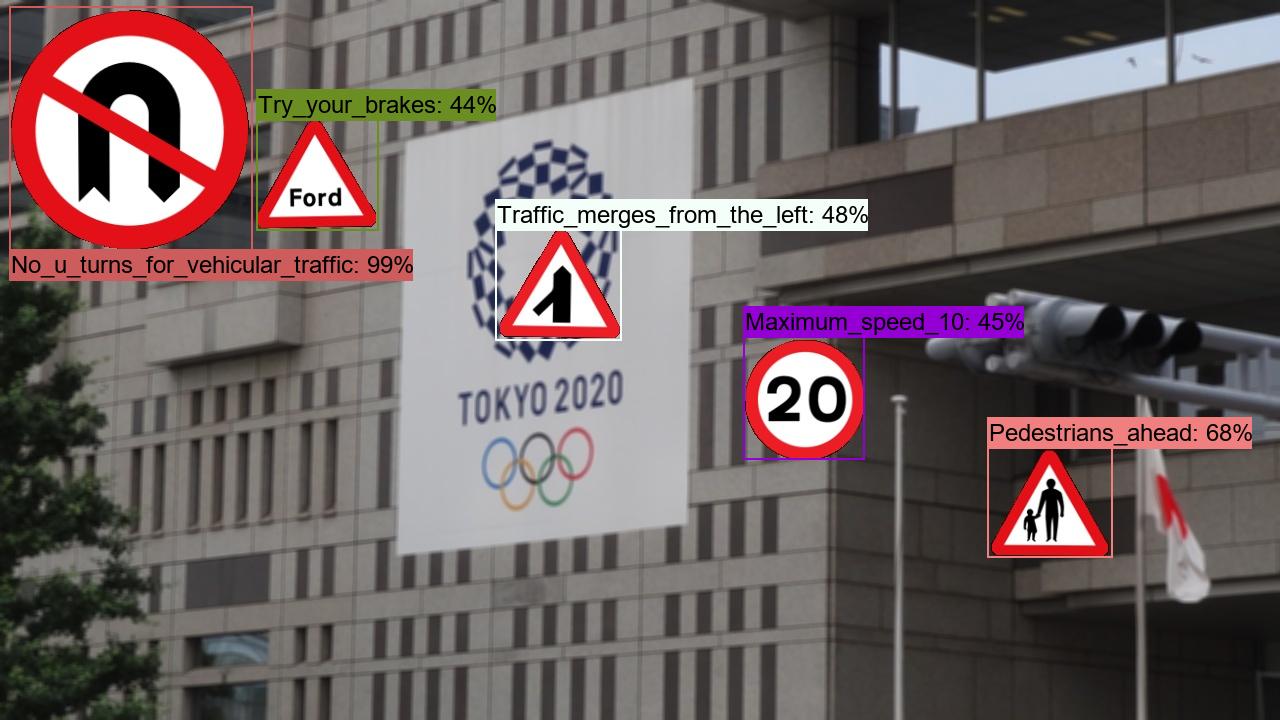 Try_your_brakes: 44%
Ford
Traffic_merges_from_the_left: 48%
No_u_turns_for_vehicular_traffic: 99%
Maximum_speed_10: 45%
20
TOKYO 2020
Pedestrians_ahead: 68%